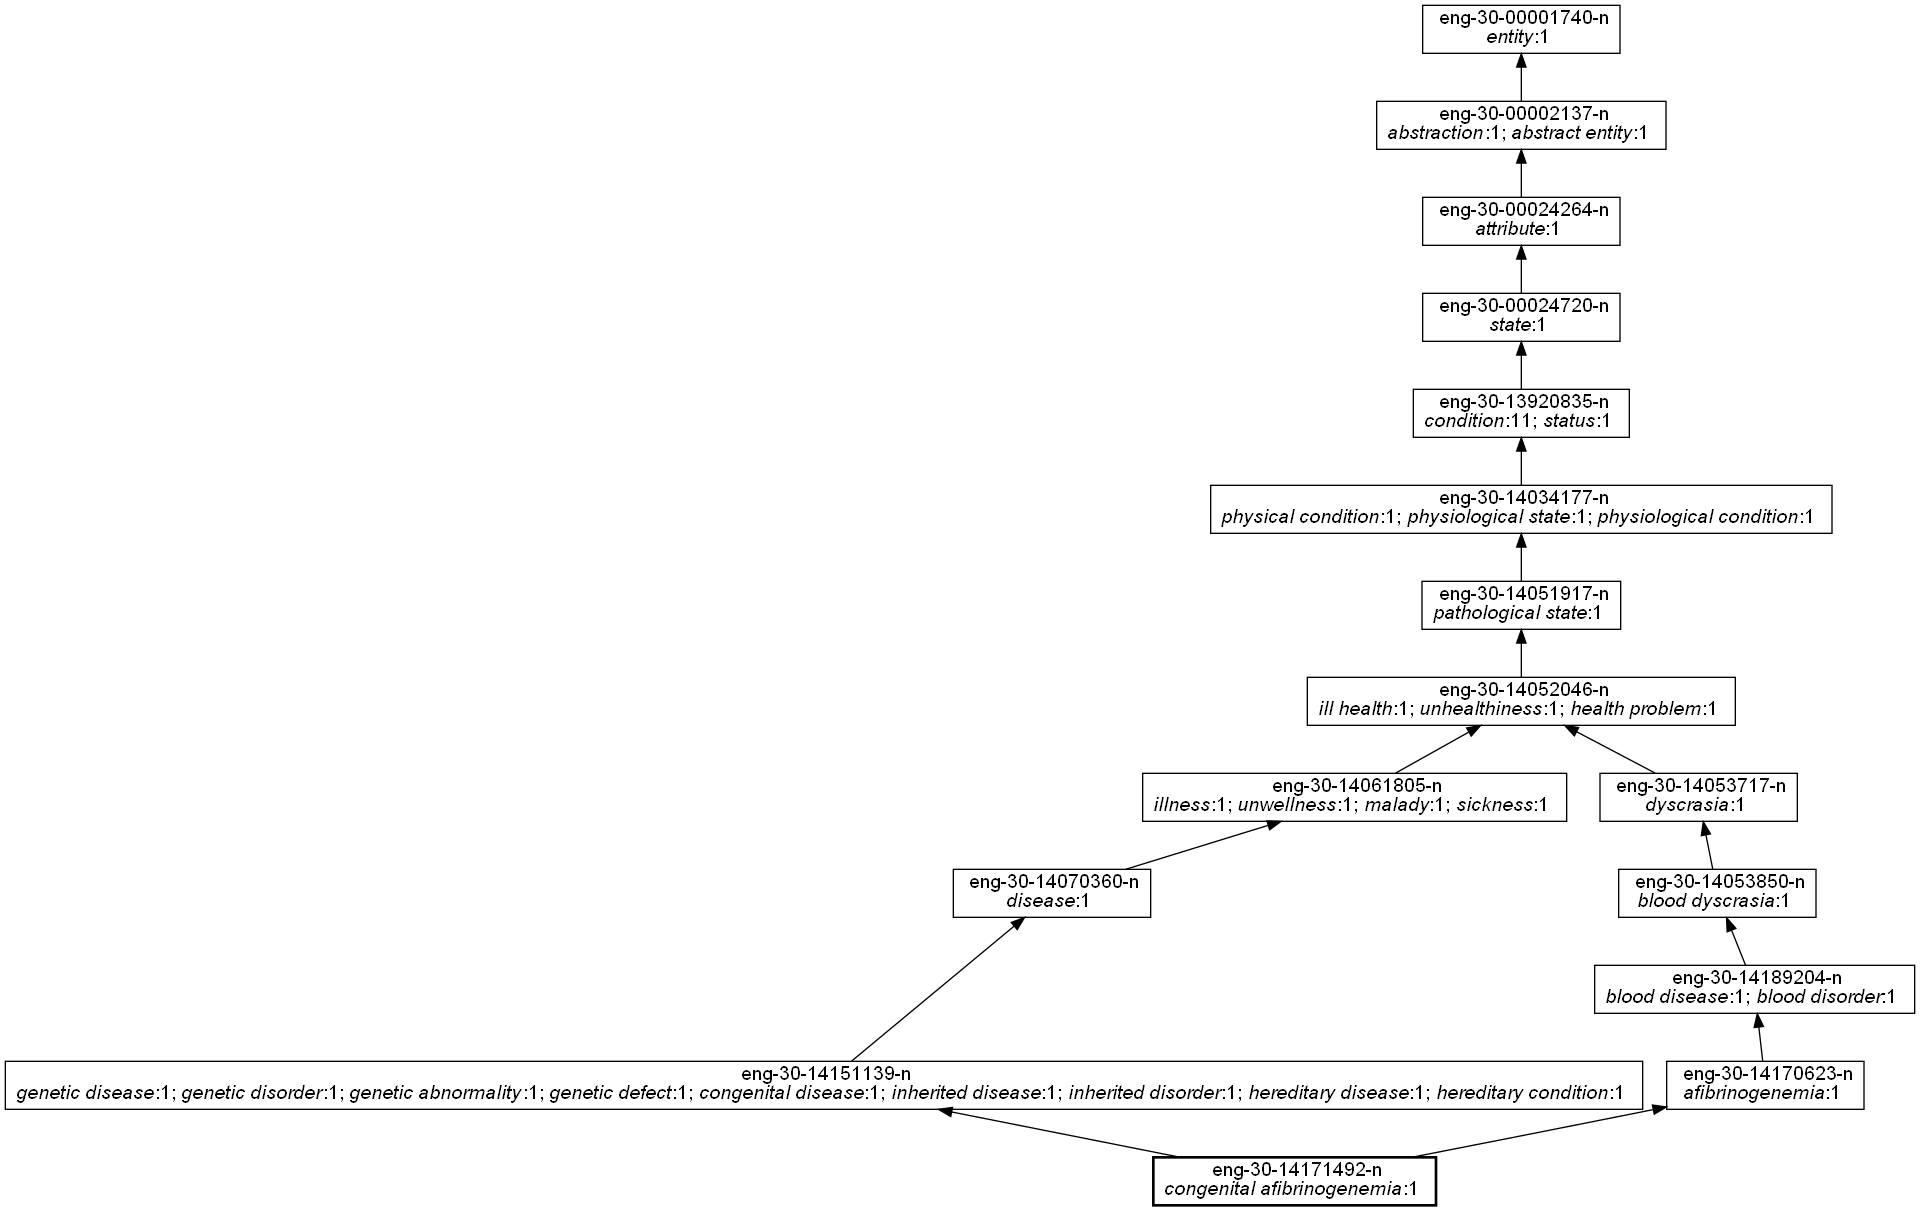 eng-30-00001740-n
entity:1
eng-30-00002137-n
abstraction:1; abstract entity:1
eng-30-00024264-n
attribute:1
eng-30-00024720-n
state:1
eng-30-13920835-n
condition:11; status:1
eng-30-14034177-n
physical condition:1; physiological state:1; physiological condition:1
eng-30-14051917-n
pathological state:1
eng-30-14052046-n
ill health:1; unhealthiness:1; health problem:1
eng-30-14061805-n
illness:1; unwellness:1; malady:1; sickness:1
eng-30-14053717-n
dyscrasia:1
eng-30-14070360-n
disease:1
eng-30-14053850-n
blood dyscrasia:1
eng-30-14189204-n
blood disease:1; blood disorder:1
eng-30-14151139-n
genetic disease:1; genetic disorder:1; genetic abnormality:1; genetic defect:1; congenital disease:1; inherited disease:1; inherited disorder:1; hereditary disease:1; hereditary condition:1
eng-30-14170623-n
afibrinogenemia:1
eng-30-14171492-n
congenital afibrinogenemia:1